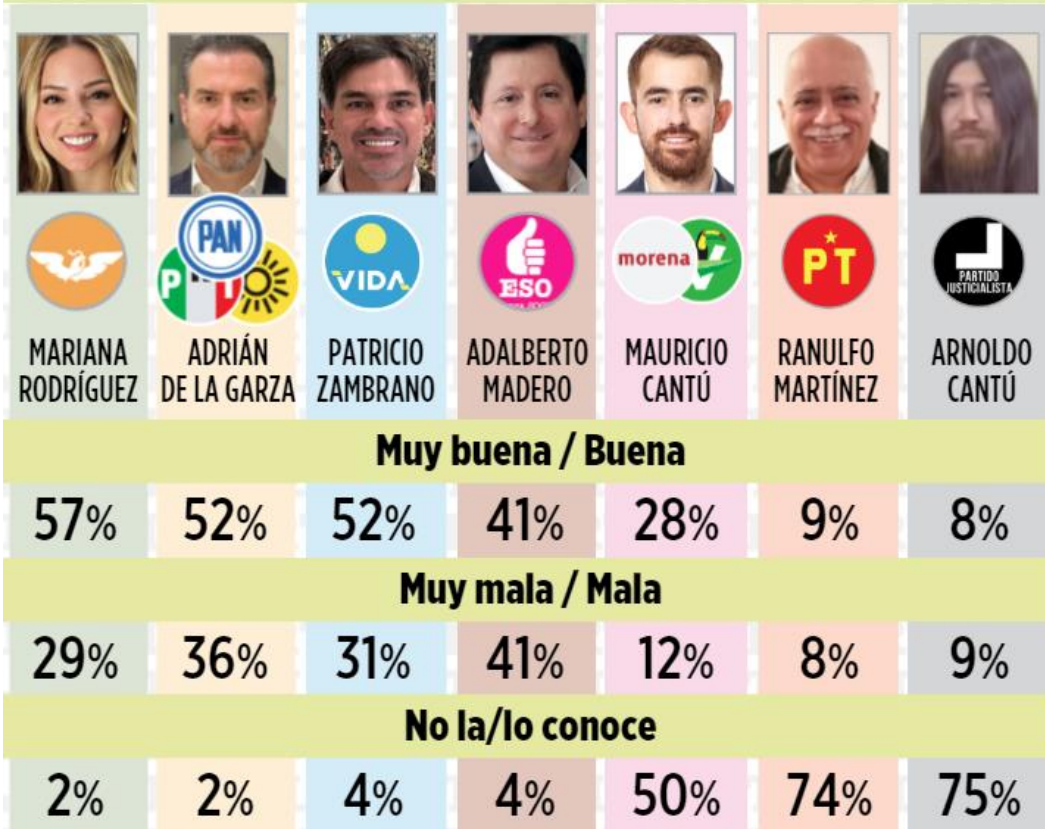 PAN
PRI
VIDA
ESO
morena
PT
PARTIDO
JUSTICIALISTA
MARIANA
RODRÍGUEZ
ADRIÁN
DE LA GARZA
PATRICIO
ZAMBRANO
ADALBERTO
MADERO
MAURICIO
CANTÚ
RANULFO
MARTÍNEZ
ARNOLDO
CANTÚ
Muy buena / Buena
57% 52% 52% 41% 28% 9% 8%
Muy mala / Mala
29% 36% 31% 41% 12% 8% 9%
No la/lo conoce
2% 2% 4% 4% 50% 74% 75%